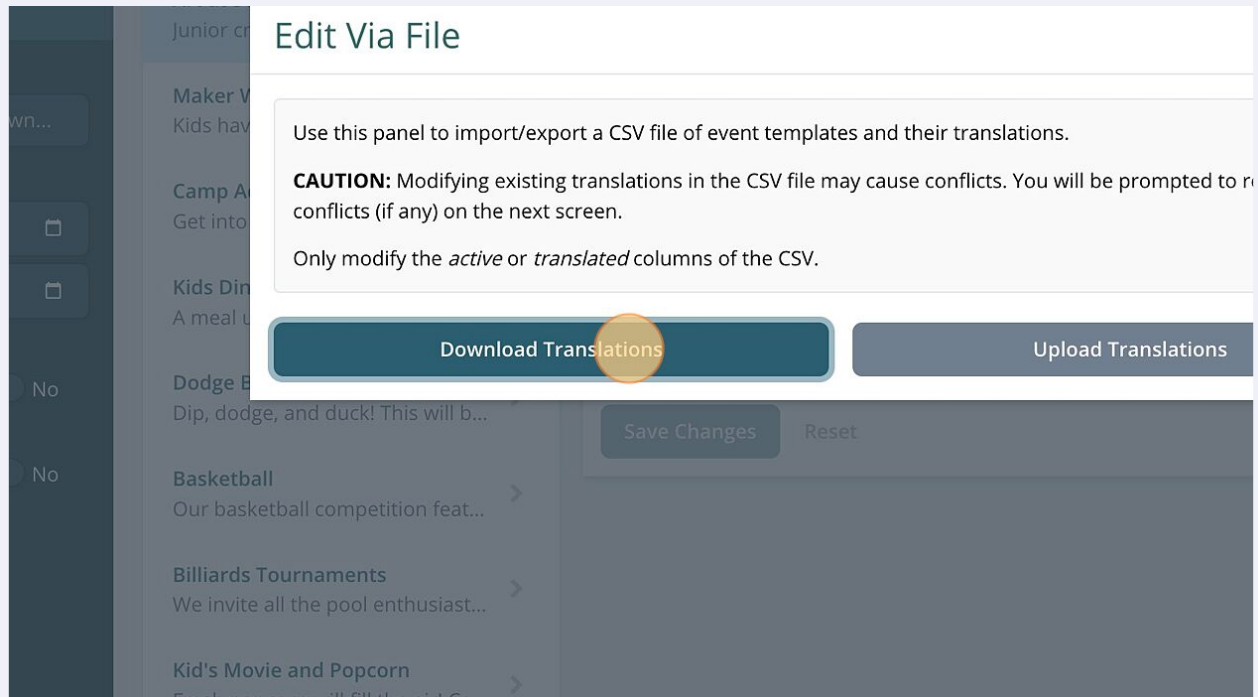 Junior cr
Edit Via File
wn...
Maker W
Kids hav
Use this panel to import/export a CSV file of event templates and their translations.
CAUTION: Modifying existing translations in the CSV file may cause conflicts. You will be prompted to r
conflicts (if any) on the next screen.
Camp A
Get into
Only modify the active or translated columns of the CSV.
Kids Din
A meal u
Download Translations
Upload Translations
No
Dodge B
Dip, dodge, and duck! This will b...
Save Changes
Reset
No
Basketball
Our basketball competition feat...
Billiards Tournaments
We invite all the pool enthusiast...
Kid's Movie and Popcorn